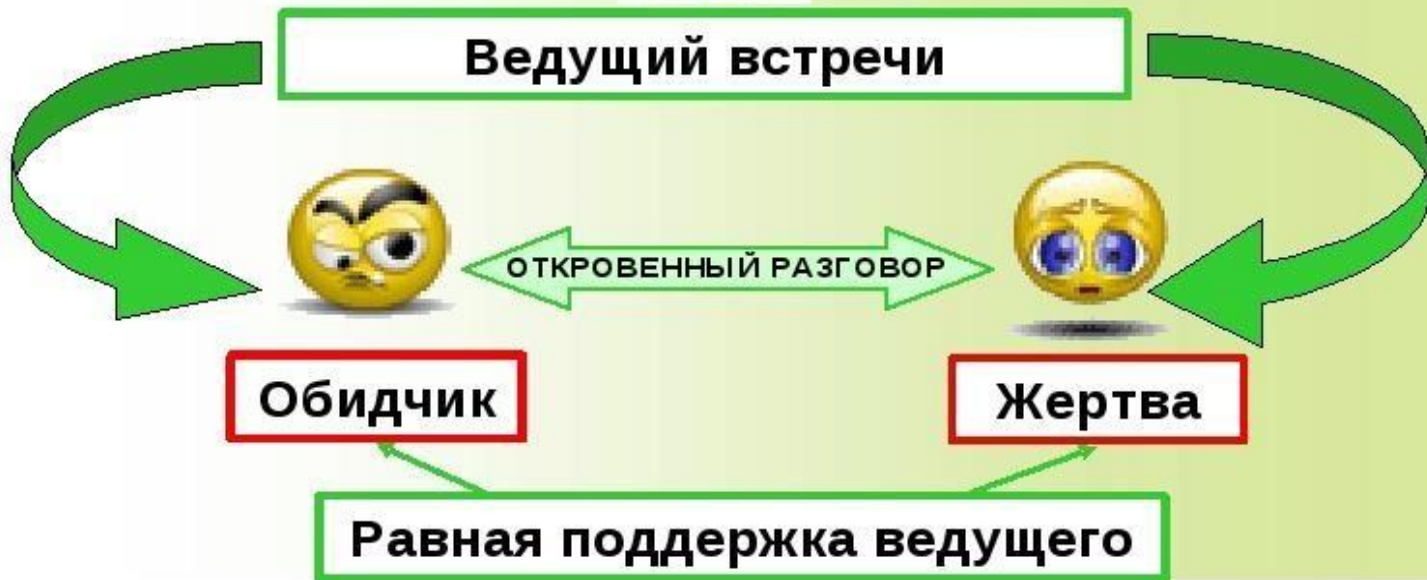 Ведущий встречи
ОТКРОВЕННЫЙ РАЗГОВОР
Обидчик
Жертва
Равная поддержка ведущего